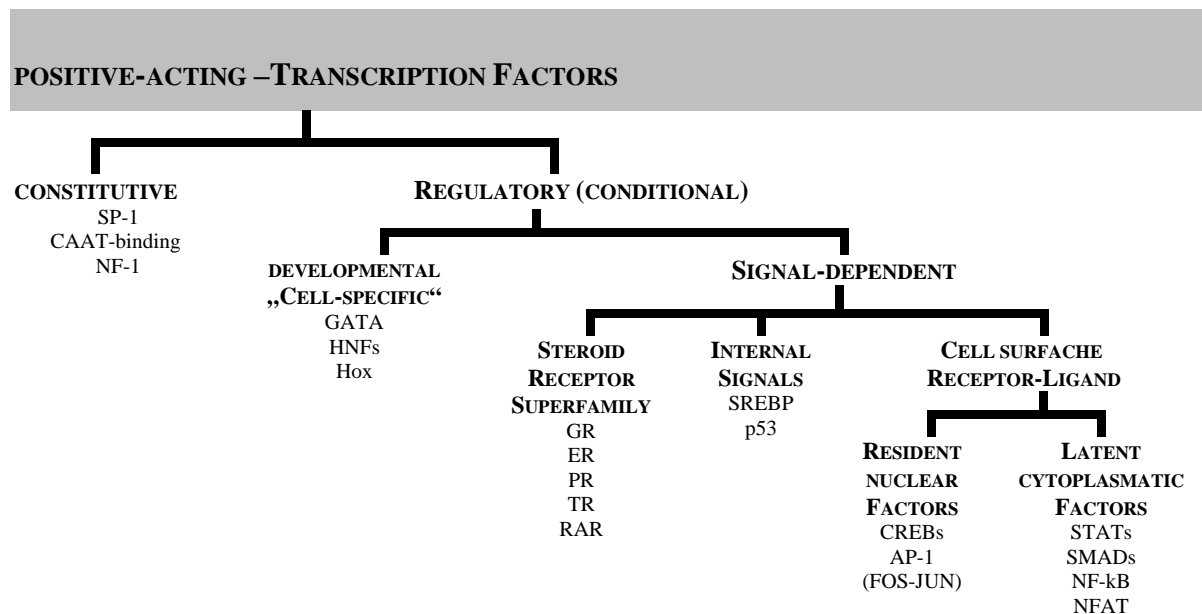 POSITIVE-ACTING –TRANSCRIPTION FACTORS
CONSTITUTIVE
SP-1
CAAT-binding
NF-1
REGULATORY (CONDITIONAL)
DEVELOPMENTAL
„CELL-SPECIFIC“
GATA
HNFs
Hox
SIGNAL-DEPENDENT
STEROID
RECEPTOR
SUPERFAMILY
GR
ER
PR
TR
RAR
INTERNAL
SIGNALS
SREBP
p53
CELL SURFACHE
RECEPTOR-LIGAND
RESIDENT
NUCLEAR
FACTORS
CREBs
AP-1
(FOS-JUN)
LATENT
CYTOPLASMATIC
FACTORS
STATs
SMADs
NF-kB
NFAT